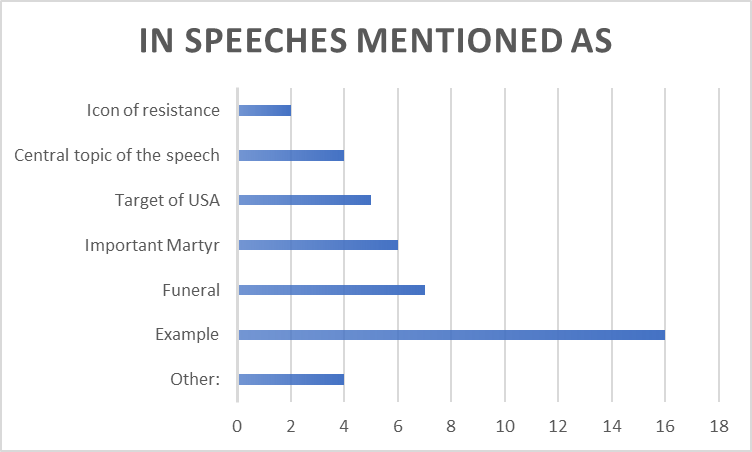 IN SPEECHES MENTIONED AS
Icon of resistance
Central topic of the speech
Target of USA
Important Martyr
Funeral
Example
Other:
0 2 4 6 8 10 12 14 16 18